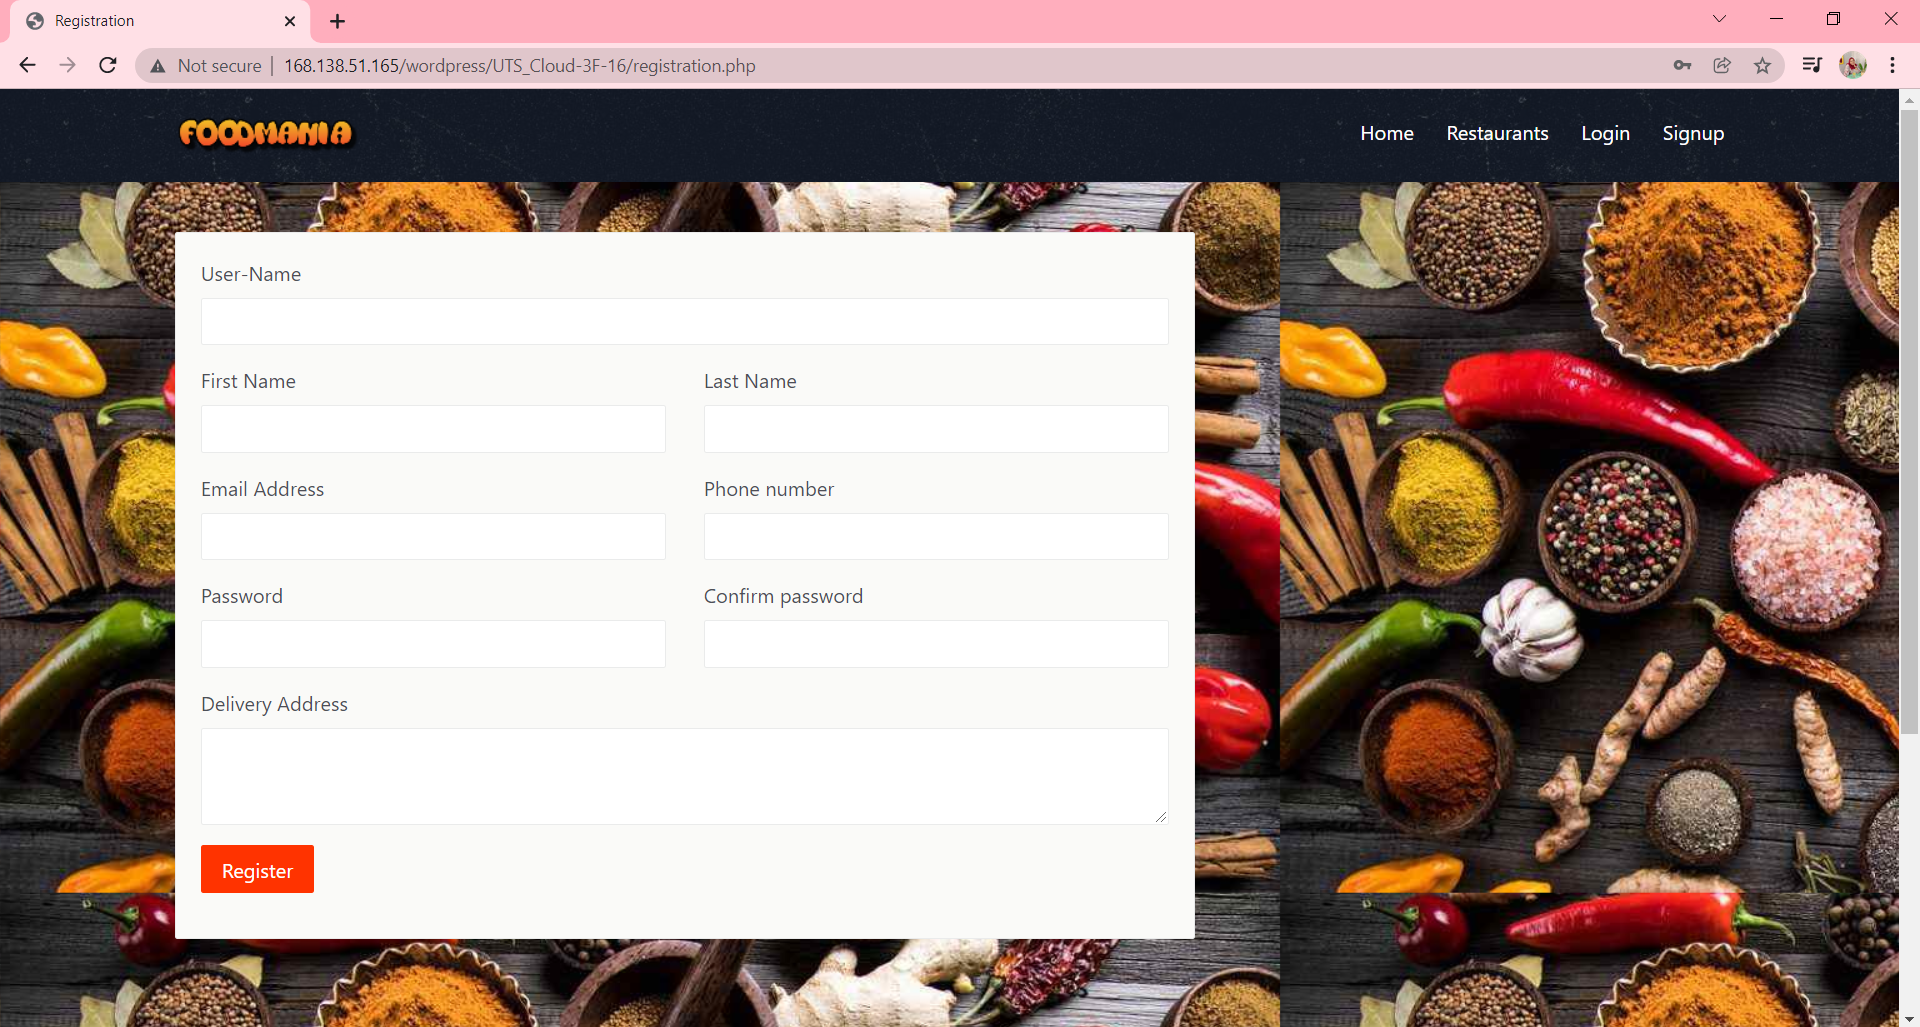 Registration
Not secure
168.138.51.165/wordpress/UTS_Cloud-3F-16/registration.php
FOODMANIA
Home Restaurants Login Signup
User-Name
First Name Last Name
Email Address Phone number
Password Confirm password
Delivery Address
Register